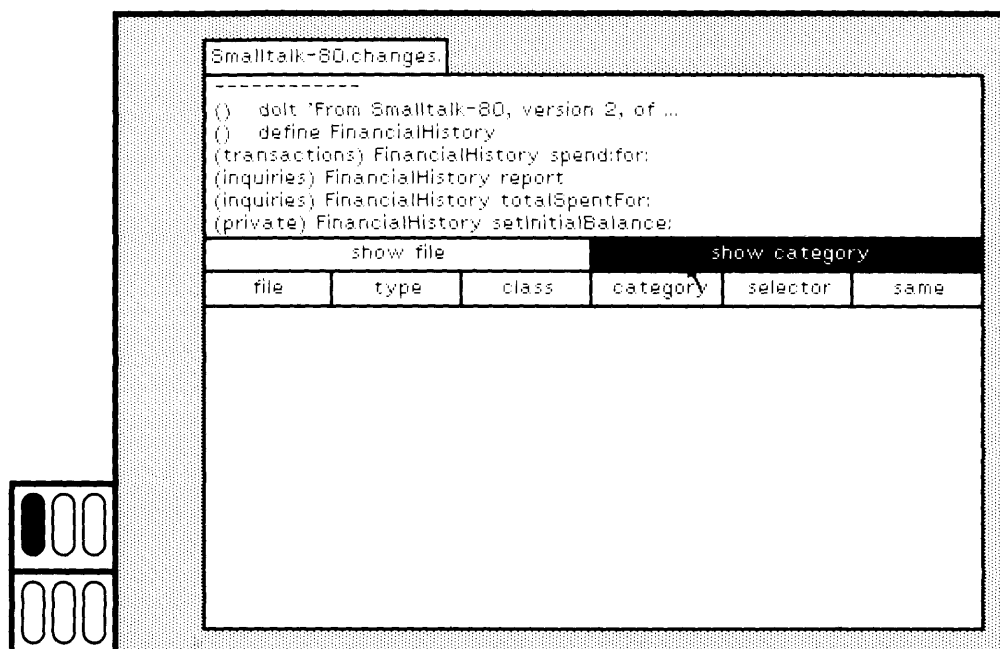 Smalltalk-80.changes.
------------
()   doIt 'From Smalltalk-80, version 2, of ...
()   define FinancialHistory
(transactions) FinancialHistory spend:for:
(inquiries) FinancialHistory report
(inquiries) FinancialHistory totalSpentFor:
(private) FinancialHistory setInitialBalance:
show file show category
file type class category selector same